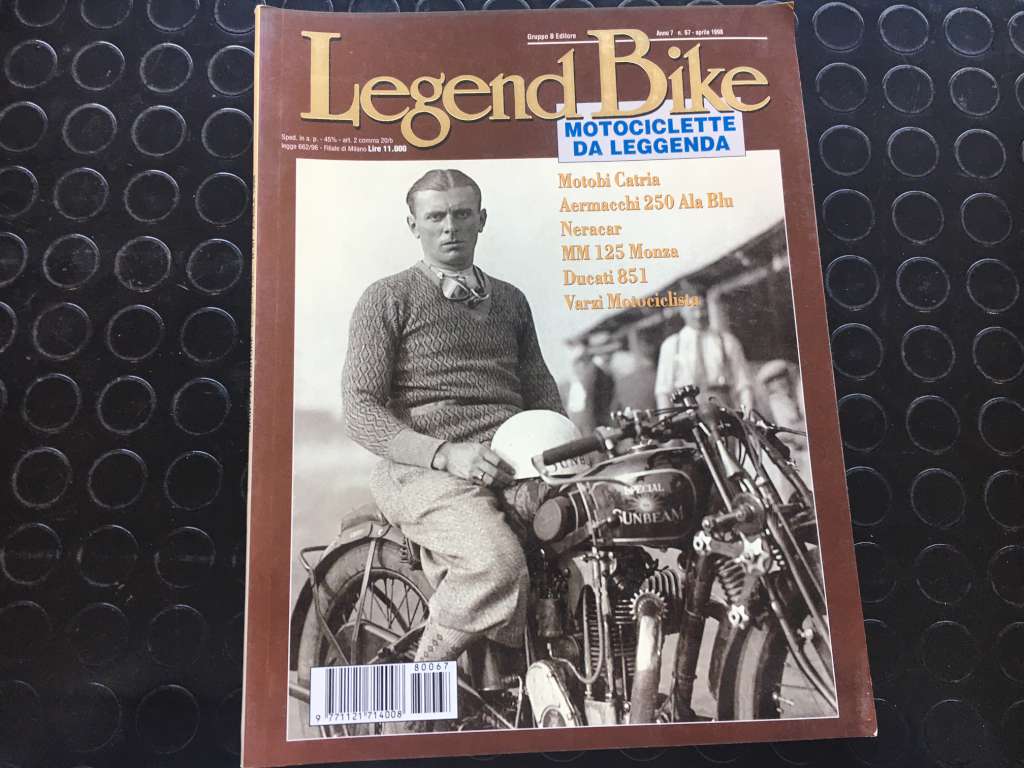 Gruppo B Editore
Anno 7 n. 67 - aprile 1998
Legend Bike
MOTOCICLETTE
DA LEGGENDA
Sped. in a. p. - 45% - art. 2 comma 20/b
legge 662/96 - Filiale di Milano Lire 11.000
Motobi Catria
Aermacchi 250 Ala Blu
Neracar
MM 125 Monza
Ducati 851
Varzi Motociclista
SUNBE
SPECIAL
SUNBEAM
80067
9 771121 714008